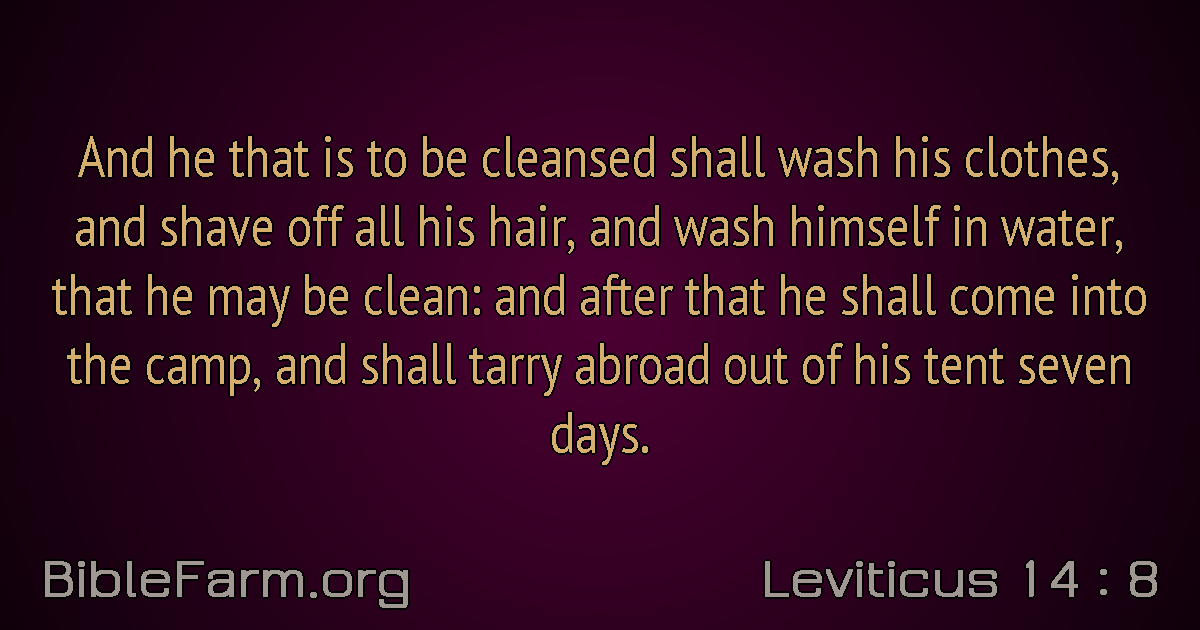 And he that is to be cleansed shall wash his clothes,
and shave off all his hair, and wash himself in water,
that he may be clean: and after that he shall come into
the camp, and shall tarry abroad out of his tent seven
days.
BibleFarm.org
Leviticus 14 : 8